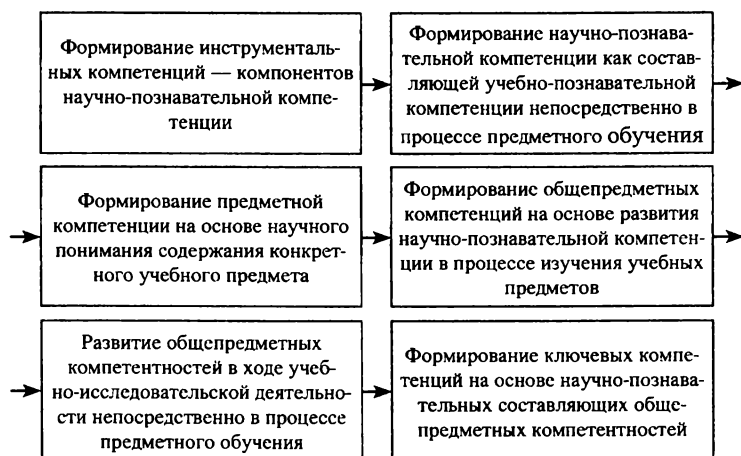 Формирование инструменталь-
ных компетенций — компонентов
научно-познавательной компе-
тенции
Формирование научно-познава-
тельной компетенции как состав-
ляющей учебно-познавательной
компетенции непосредственно в
процессе предметного обучения
Формирование предметной
компетенции на основе научного
понимания содержания конкрет-
ного учебного предмета
Формирование общепредметных
компетенций на основе развития
научно-познавательной компетен-
ции в процессе изучения учебных
предметов
Развитие общепредметных
компетентностей в ходе учеб-
но-исследовательской деятельно-
сти непосредственно в процессе
предметного обучения
Формирование ключевых компе-
тенций на основе научно-познава-
тельных составляющих обще-
предметных компетентностей